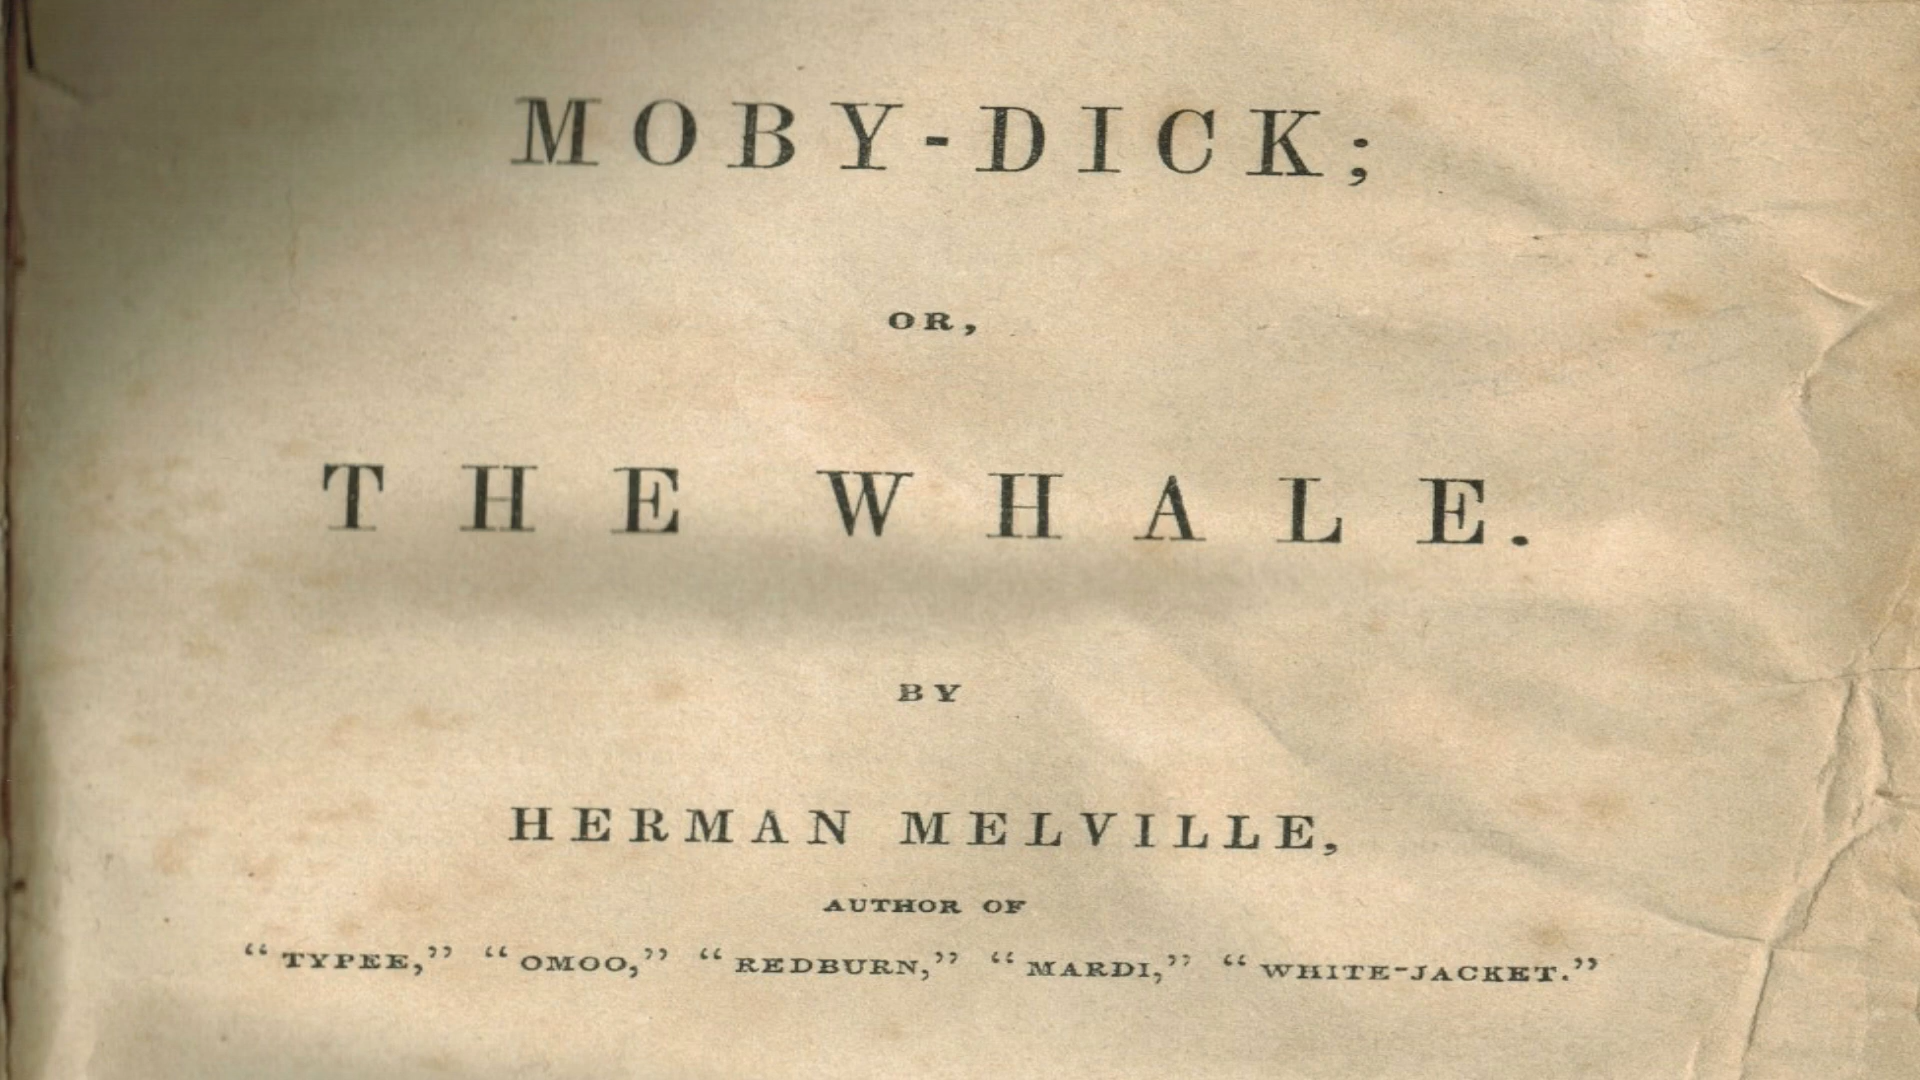 MOBY-DICK;
OR,
THE WHALE.
BY
HERMAN MELVILLE,
AUTHOR OF
“TYPEE,” “OMOO,” “REDBURN,” “MARDI,” “WHITE-JACKET.”